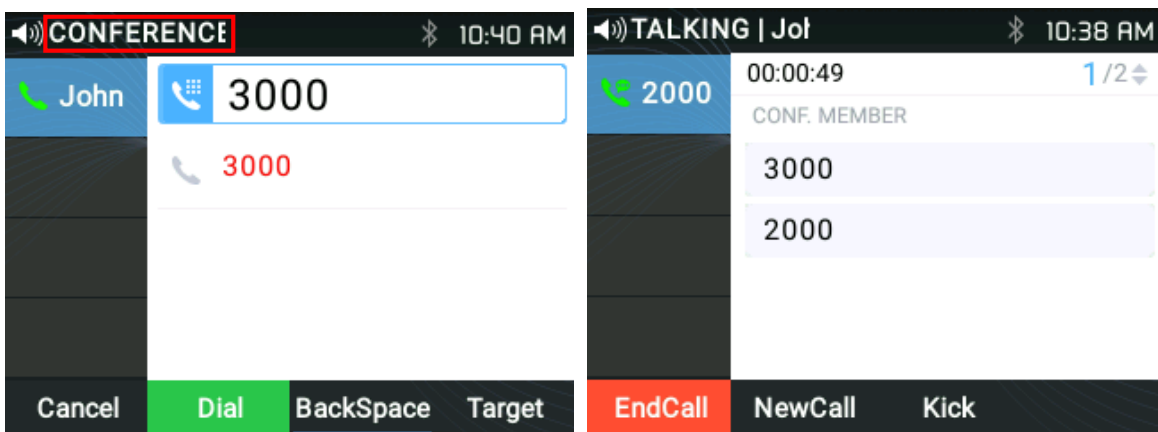 CONFERENCE 10:40 AM
John 3000
3000
Cancel Dial BackSpace Target
TALKING | Joh 10:38 AM
2000 00:00:49 1/2
CONF. MEMBER
3000
2000
EndCall NewCall Kick